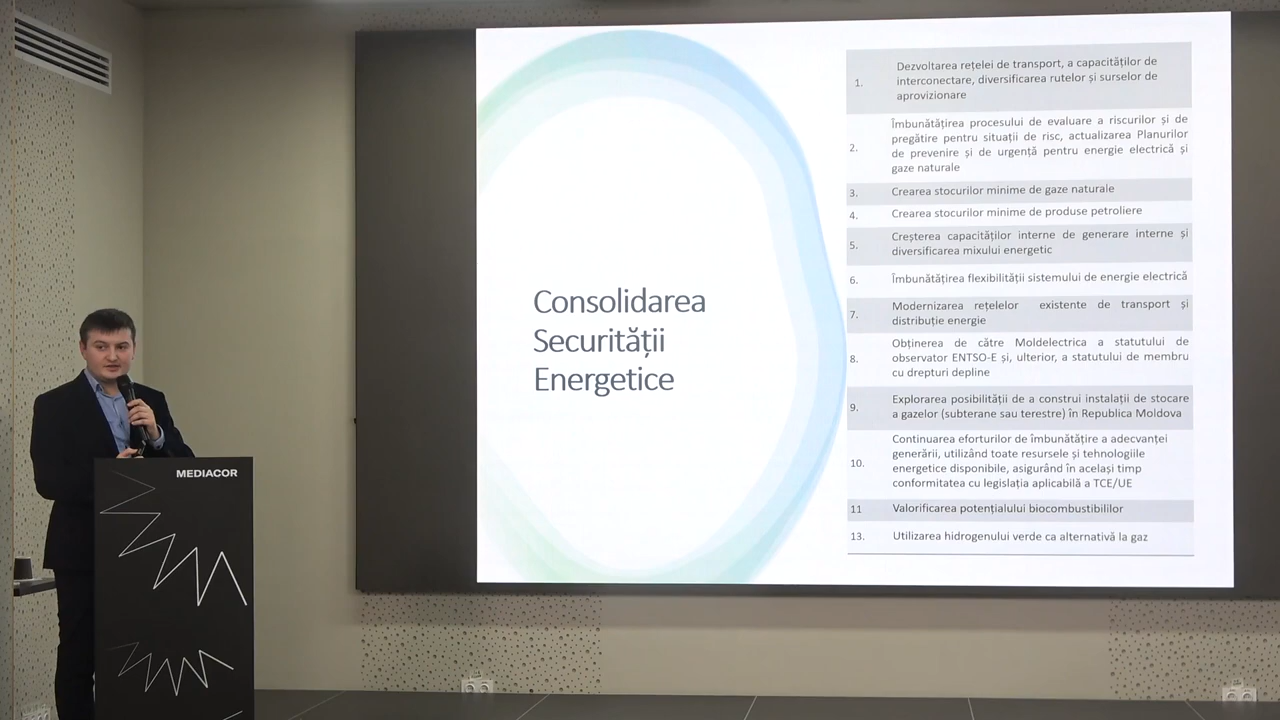 MEDIACOR
Consolidarea
Securității
Energetice
1. Dezvoltarea rețelei de transport, a capacităților de
interconectare, diversificarea rutelor și surselor de
aprovizionare
2. Îmbunătățirea procesului de evaluare a riscurilor și de
pregătire pentru situații de risc, actualizarea Planurilor
de prevenire și de urgență pentru energie electrică și
gaze naturale
3. Crearea stocurilor minime de gaze naturale
4. Crearea stocurilor minime de produse petroliere
5. Creșterea capacităților interne de generare interne și
diversificarea mixului energetic
6. Îmbunătățirea flexibilității sistemului de energie electrică
7. Modernizarea rețelelor existente de transport și
distribuție energie
8. Obținerea de către Moldelectrica a statutului de
observator ENTSO-E și, ulterior, a statutului de membru
cu drepturi depline
9. Explorarea posibilității de a construi instalații de stocare
a gazelor (subterane sau terestre) în Republica Moldova
10. Continuarea eforturilor de îmbunătățire a adecvanței
generării, utilizând toate resursele și tehnologiile
energetice disponibile, asigurând în același timp
conformitatea cu legislația aplicabilă a TCE/UE
11 Valorificarea potențialului biocombustibililor
13. Utilizarea hidrogenului verde ca alternativă la gaz